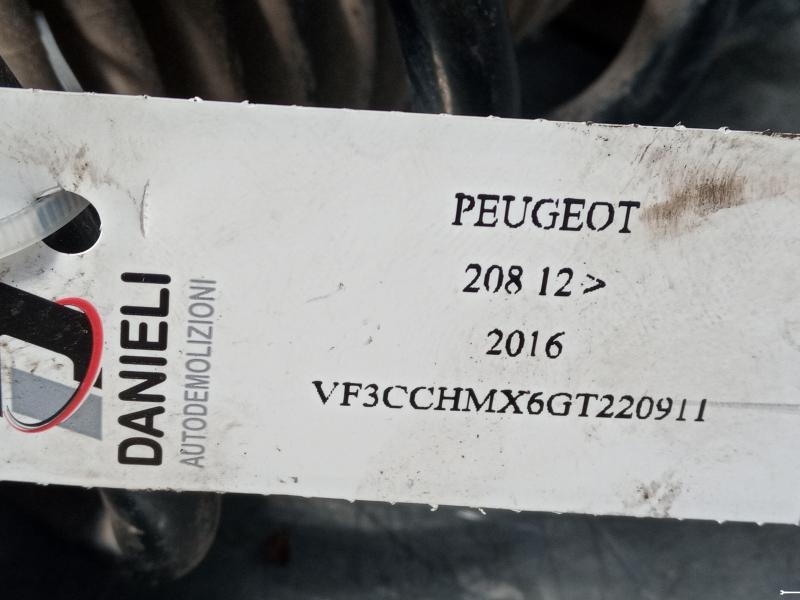 PEUGEOT
208 12>
2016
VF3CCHMX6GT220911
DANIELI
AUTODEMOLIZIONI